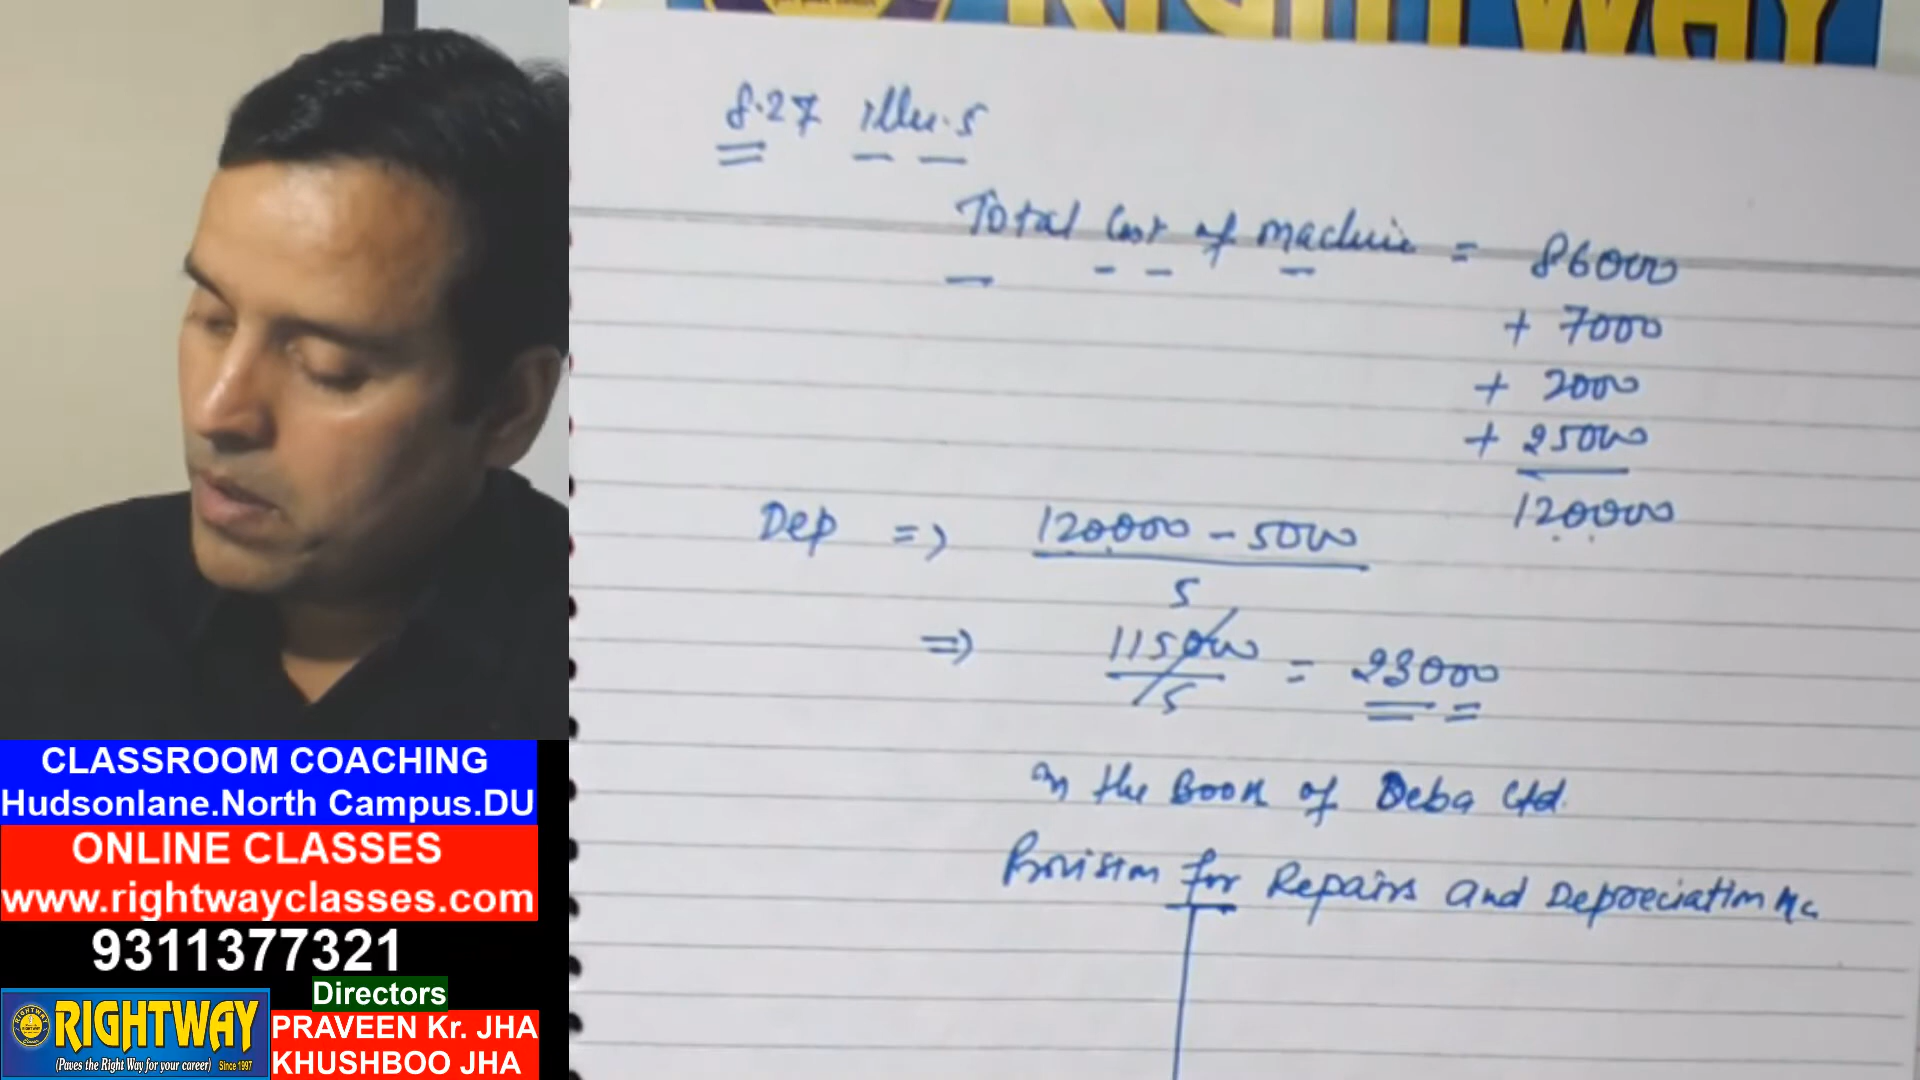 RIGHTWAY
8.27 illu.5
Total Cost of machine = 86000
+ 7000
+ 2000
+ 25000
120000
Dep => 120000 - 5000
5
=> 115000 = 23000
5
In the Book of Deba Ltd.
Provision for Repairs and Depreciation A/c
CLASSROOM COACHING
Hudsonlane.North Campus.DU
ONLINE CLASSES
www.rightwayclasses.com
9311377321
Directors
PRAVEEN Kr. JHA
KHUSHBOO JHA
RIGHTWAY
(Paves the Right Way for your career) Since 1997